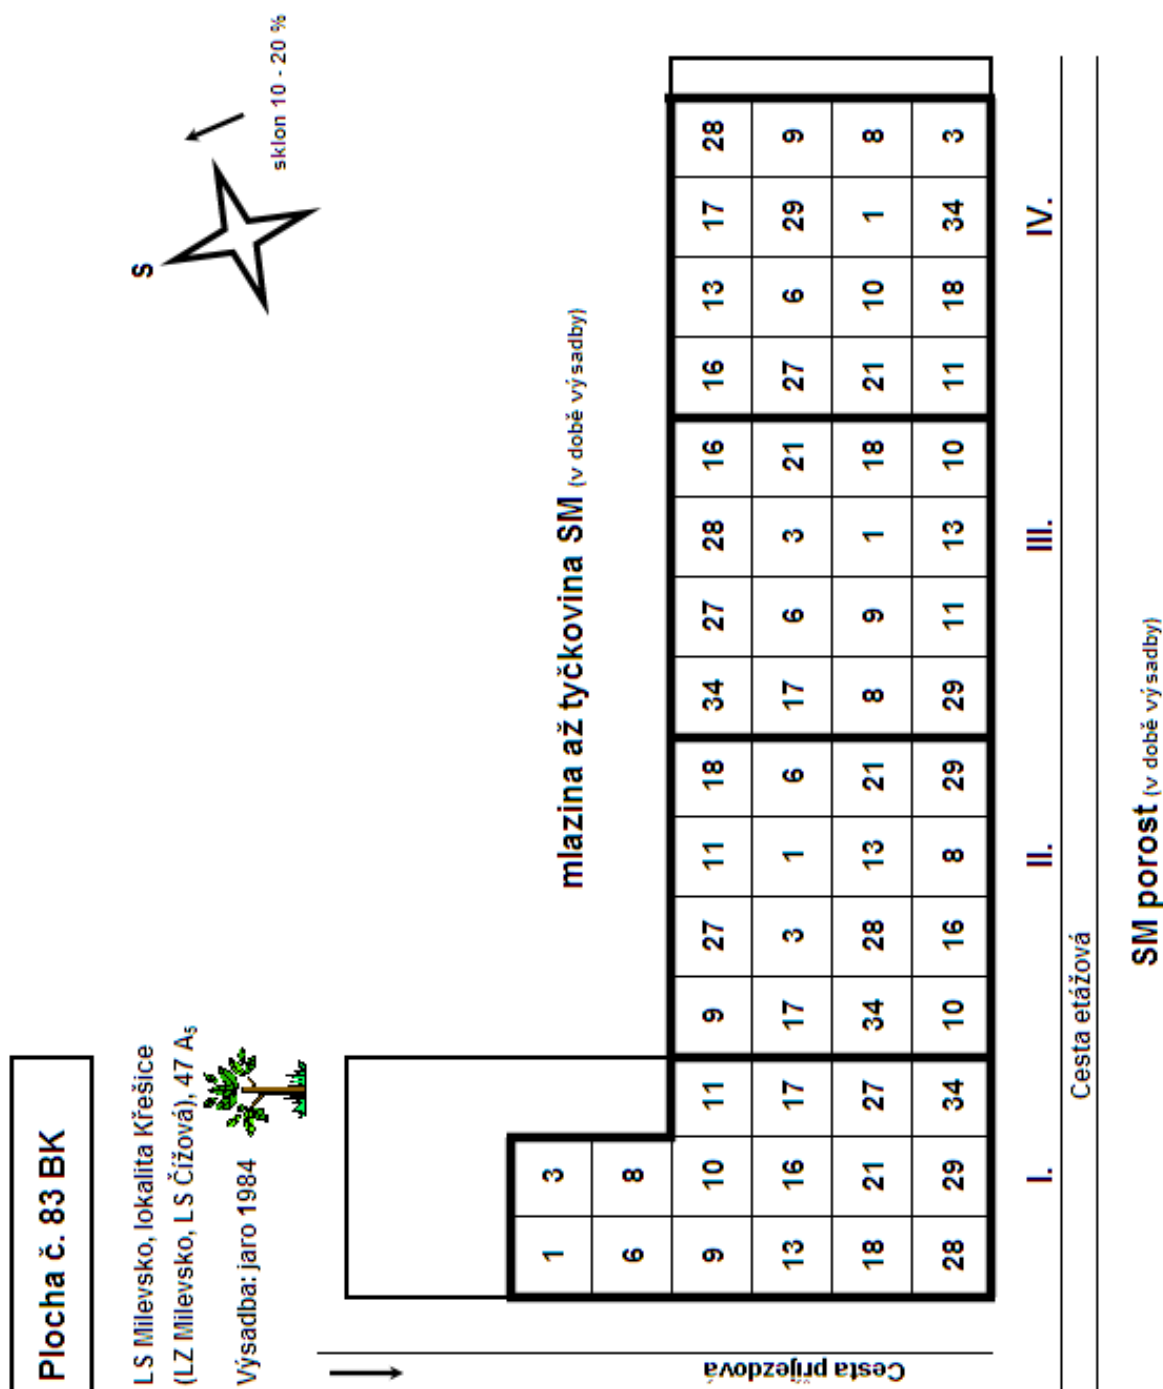 Plocha č. 83 BK
LS Milevsko, lokalita Křešice
(LZ Milevsko, LS Čížová), 47 A₅
Výsadba: jaro 1984
S
sklon 10 - 20 %
mlazina až tyčkovina SM (v době výsadby)
1 3
6 8
9 10 11 9 27 11 18 34 27 28 16 16 13 17 28
13 16 17 17 3 1 6 17 6 3 21 27 6 29 9
18 21 27 34 28 13 21 8 9 1 18 21 10 1 8
28 29 34 10 16 8 29 29 11 13 10 11 18 34 3
Cesta příjezdová
I. II. III. IV.
Cesta etážová
SM porost (v době výsadby)